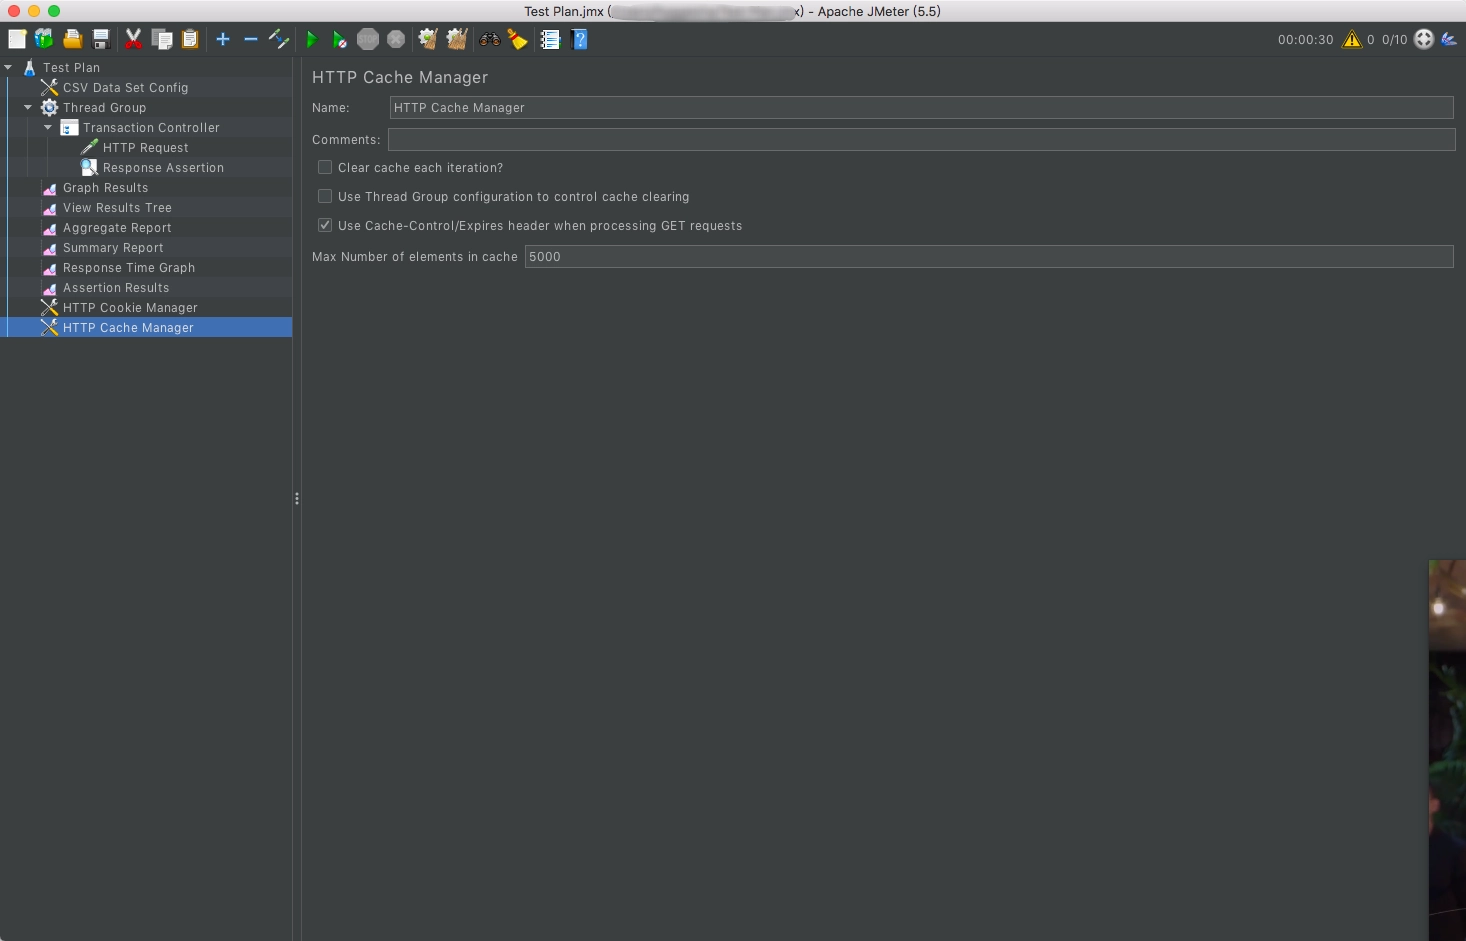 Test Plan.jmx ( x) - Apache JMeter (5.5)
STOP
00:00:30 0 0/10
Test Plan
CSV Data Set Config
Thread Group
Transaction Controller
HTTP Request
Response Assertion
Graph Results
View Results Tree
Aggregate Report
Summary Report
Response Time Graph
Assertion Results
HTTP Cookie Manager
HTTP Cache Manager
HTTP Cache Manager
Name: HTTP Cache Manager
Comments:
Clear cache each iteration?
Use Thread Group configuration to control cache clearing
Use Cache-Control/Expires header when processing GET requests
Max Number of elements in cache 5000